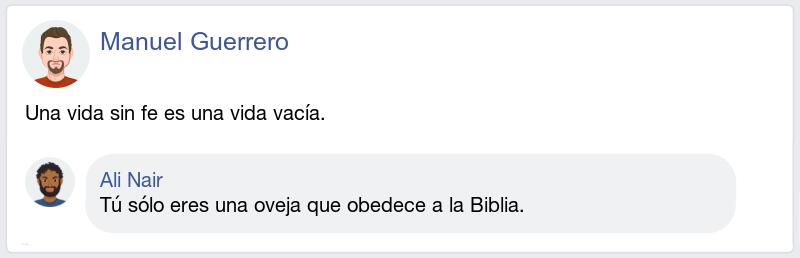 Manuel Guerrero
Una vida sin fe es una vida vacía.
Ali Nair
Tú sólo eres una oveja que obedece a la Biblia.